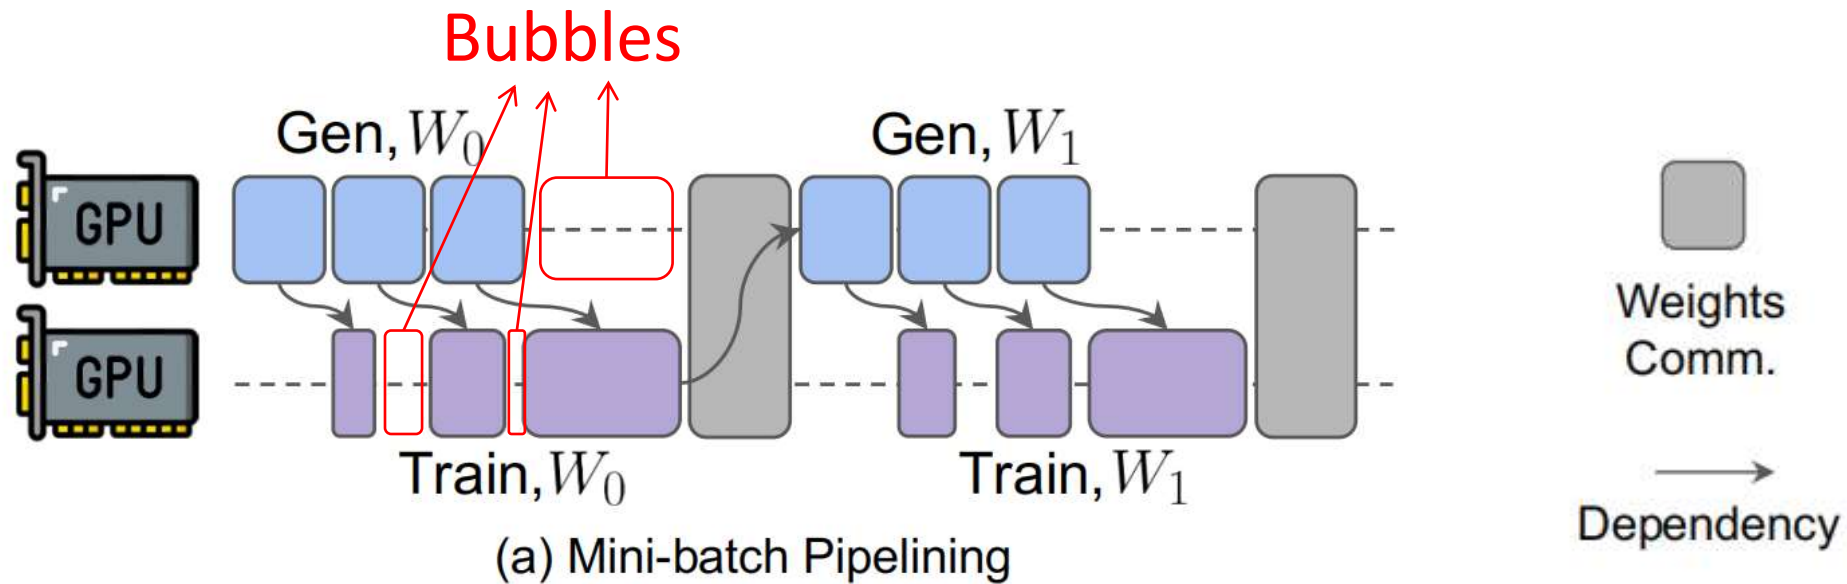 Bubbles
Gen, W₀
Gen, W₁
GPU
GPU
Train, W₀
Train, W₁
(a) Mini-batch Pipelining
Weights
Comm.
Dependency